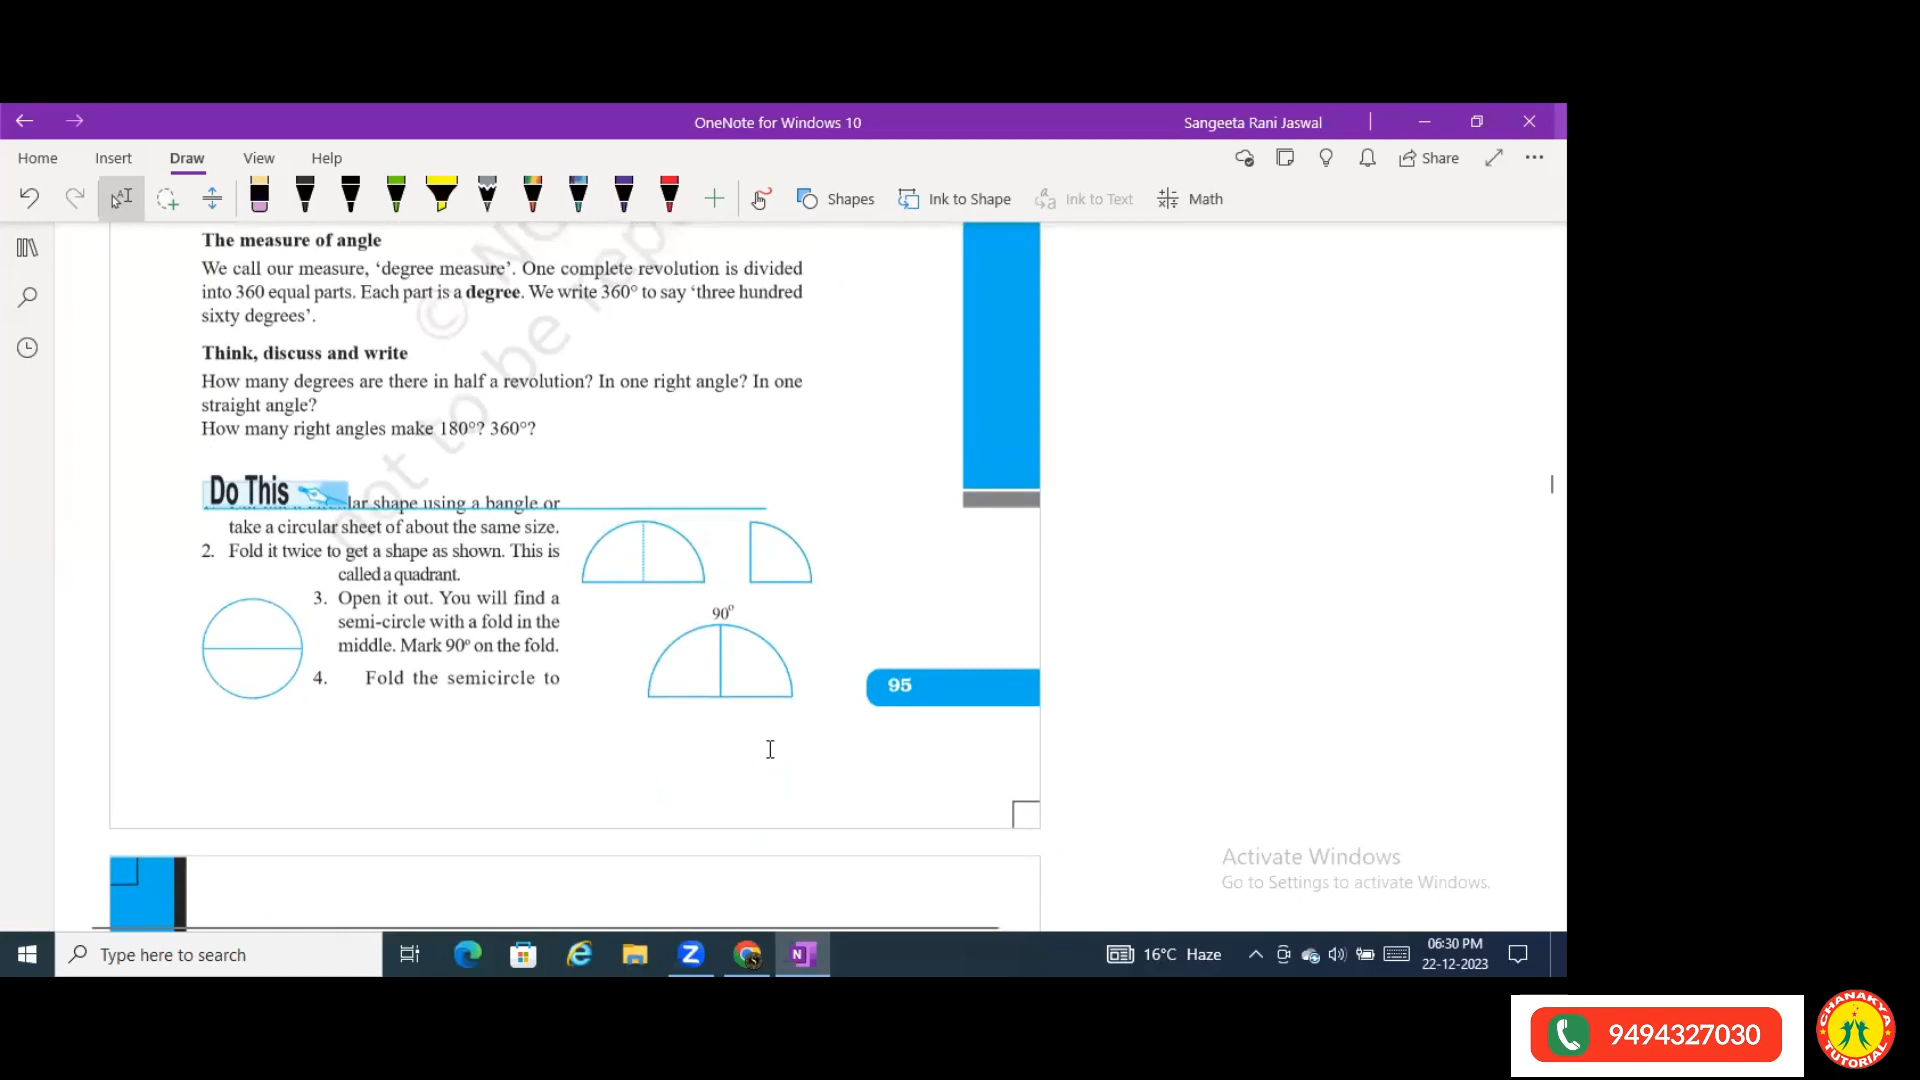 OneNote for Windows 10
Sangeeta Rani Jaswal
Home Insert Draw View Help
Share
Shapes Ink to Shape Ink to Text Math
The measure of angle
We call our measure, ‘degree measure’. One complete revolution is divided
into 360 equal parts. Each part is a degree. We write 360° to say ‘three hundred
sixty degrees’.
Think, discuss and write
How many degrees are there in half a revolution? In one right angle? In one
straight angle?
How many right angles make 180°? 360°?
Do This
lar shape using a bangle or
take a circular sheet of about the same size.
2. Fold it twice to get a shape as shown. This is
called a quadrant.
3. Open it out. You will find a
semi-circle with a fold in the
middle. Mark 90° on the fold.
4. Fold the semicircle to
90°
95
© No
not to be rep
Activate Windows
Go to Settings to activate Windows.
Type here to search
16°C Haze
06:30 PM
22-12-2023
9494327030
CHANAKYA
TUTORIAL